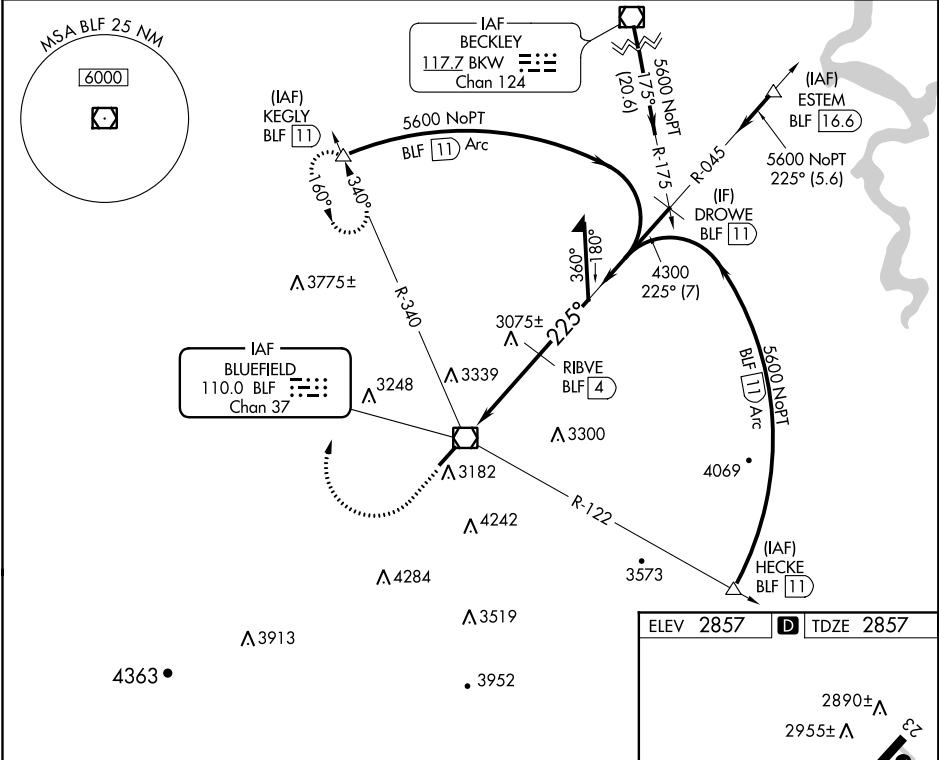 MSA BLF 25 NM
6000
IAF
BECKLEY
117.7 BKW
Chan 124
5600 NoPT
175°
(20.6)
R-175
(IAF)
ESTEM
BLF 16.6
5600 NoPT
225° (5.6)
R-045
(IAF)
KEGLY
BLF 11
5600 NoPT
BLF 11 Arc
340°
160°
(IF)
DROWE
BLF 11
360°
180°
4300
225° (7)
3775±
R-340
3075±
225°
RIBVE
BLF 4
5600 NoPT
BLF 11 Arc
IAF
BLUEFIELD
110.0 BLF
Chan 37
3248
3339
3300
4069
3182
R-122
4242
4284
3573
(IAF)
HECKE
BLF 11
3519
3913
4363
3952
ELEV 2857 D TDZE 2857
2890±
2955±
23